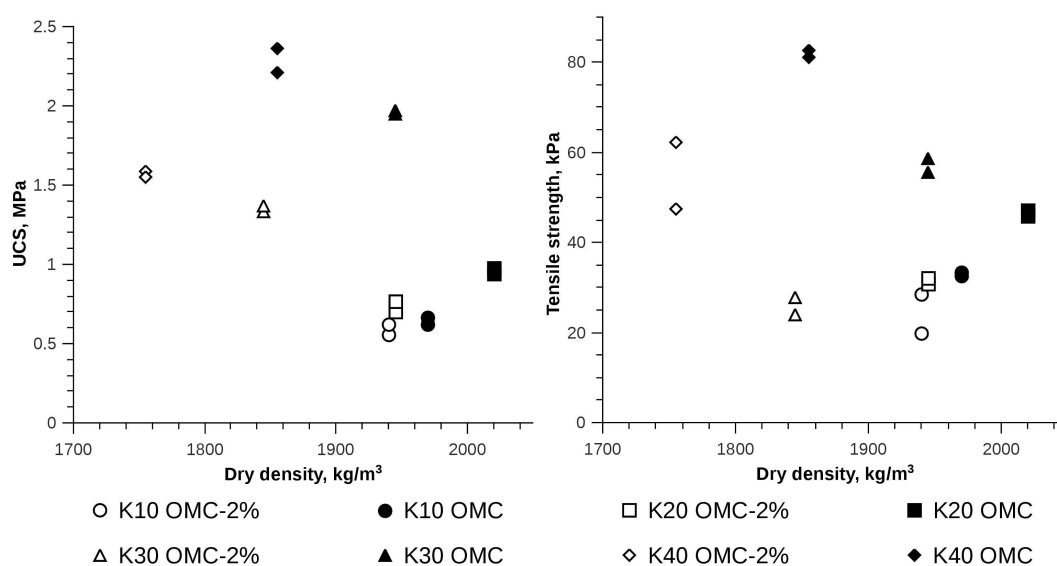 2.5
2
1.5
1
0.5
0
UCS, MPa
1700 1800 1900 2000
Dry density, kg/m³
80
60
40
20
0
Tensile strength, kPa
1700 1800 1900 2000
Dry density, kg/m³
K10 OMC-2% K10 OMC K20 OMC-2% K20 OMC
K30 OMC-2% K30 OMC K40 OMC-2% K40 OMC